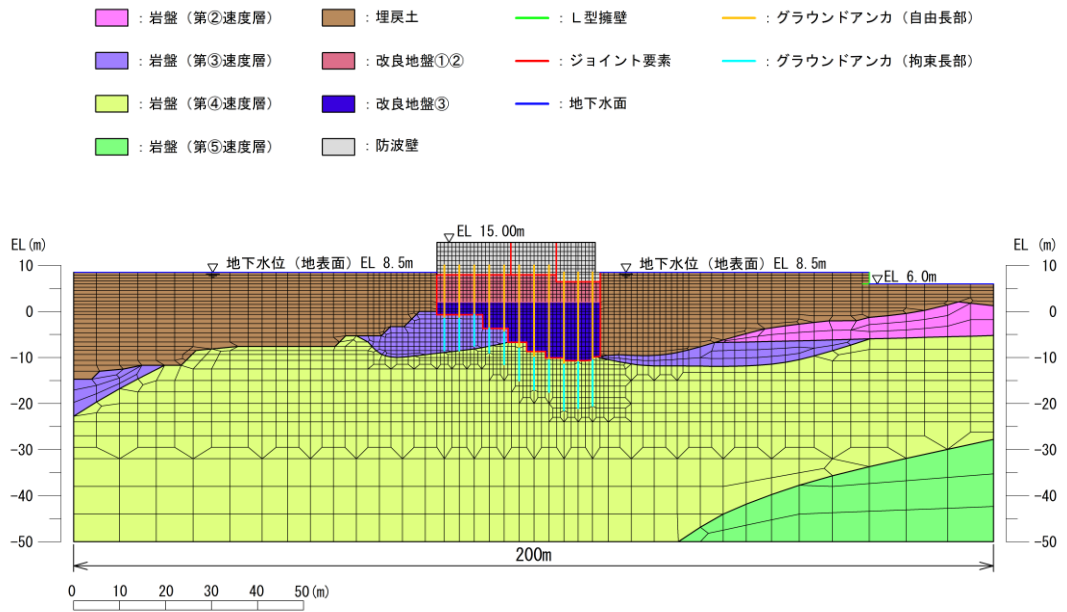 ：岩盤（第②速度層）
：埋戻土
：Ｌ型擁壁
：グラウンドアンカ（自由長部）
：岩盤（第③速度層）
：改良地盤①②
：ジョイント要素
：グラウンドアンカ（拘束長部）
：岩盤（第④速度層）
：改良地盤③
：地下水面
：岩盤（第⑤速度層）
：防波壁
EL 15.00m
EL(m)
地下水位（地表面）EL 8.5m
地下水位（地表面）EL 8.5m
EL (m)
EL 6.0m
10
0
-10
-20
-30
-40
-50
10
0
-10
-20
-30
-40
-50
200m
0 10 20 30 40 50(m)